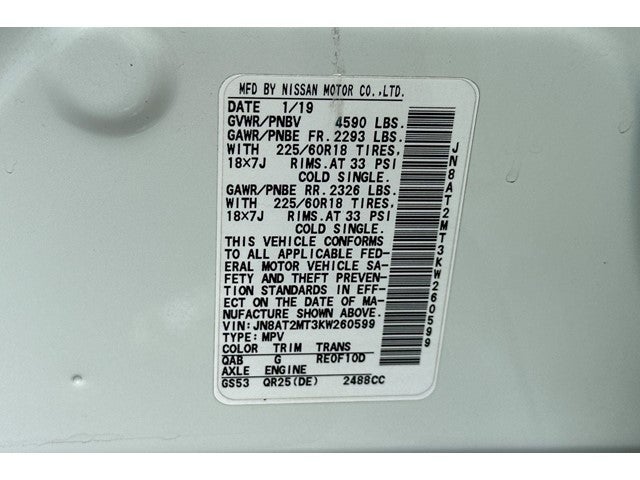 MFD BY NISSAN MOTOR CO.,LTD.
DATE 1/19
GVWR/PNBV 4590 LBS.
GAWR/PNBE FR. 2293 LBS.
WITH 225/60R18 TIRES,
18×7J RIMS.AT 33 PSI
COLD SINGLE.
GAWR/PNBE RR. 2326 LBS.
WITH 225/60R18 TIRES,
18×7J RIMS.AT 33 PSI
COLD SINGLE.
THIS VEHICLE CONFORMS
TO ALL APPLICABLE FED-
ERAL MOTOR VEHICLE SA-
FETY AND THEFT PREVEN-
TION STANDARDS IN EFF-
ECT ON THE DATE OF MA-
NUFACTURE SHOWN ABOVE.
VIN:JN8AT2MT3KW260599
TYPE:MPV
COLOR TRIM TRANS
QAB G RE0F10D
AXLE ENGINE
GS53 QR25(DE) 2488CC
JN8AT2MT3KW260599